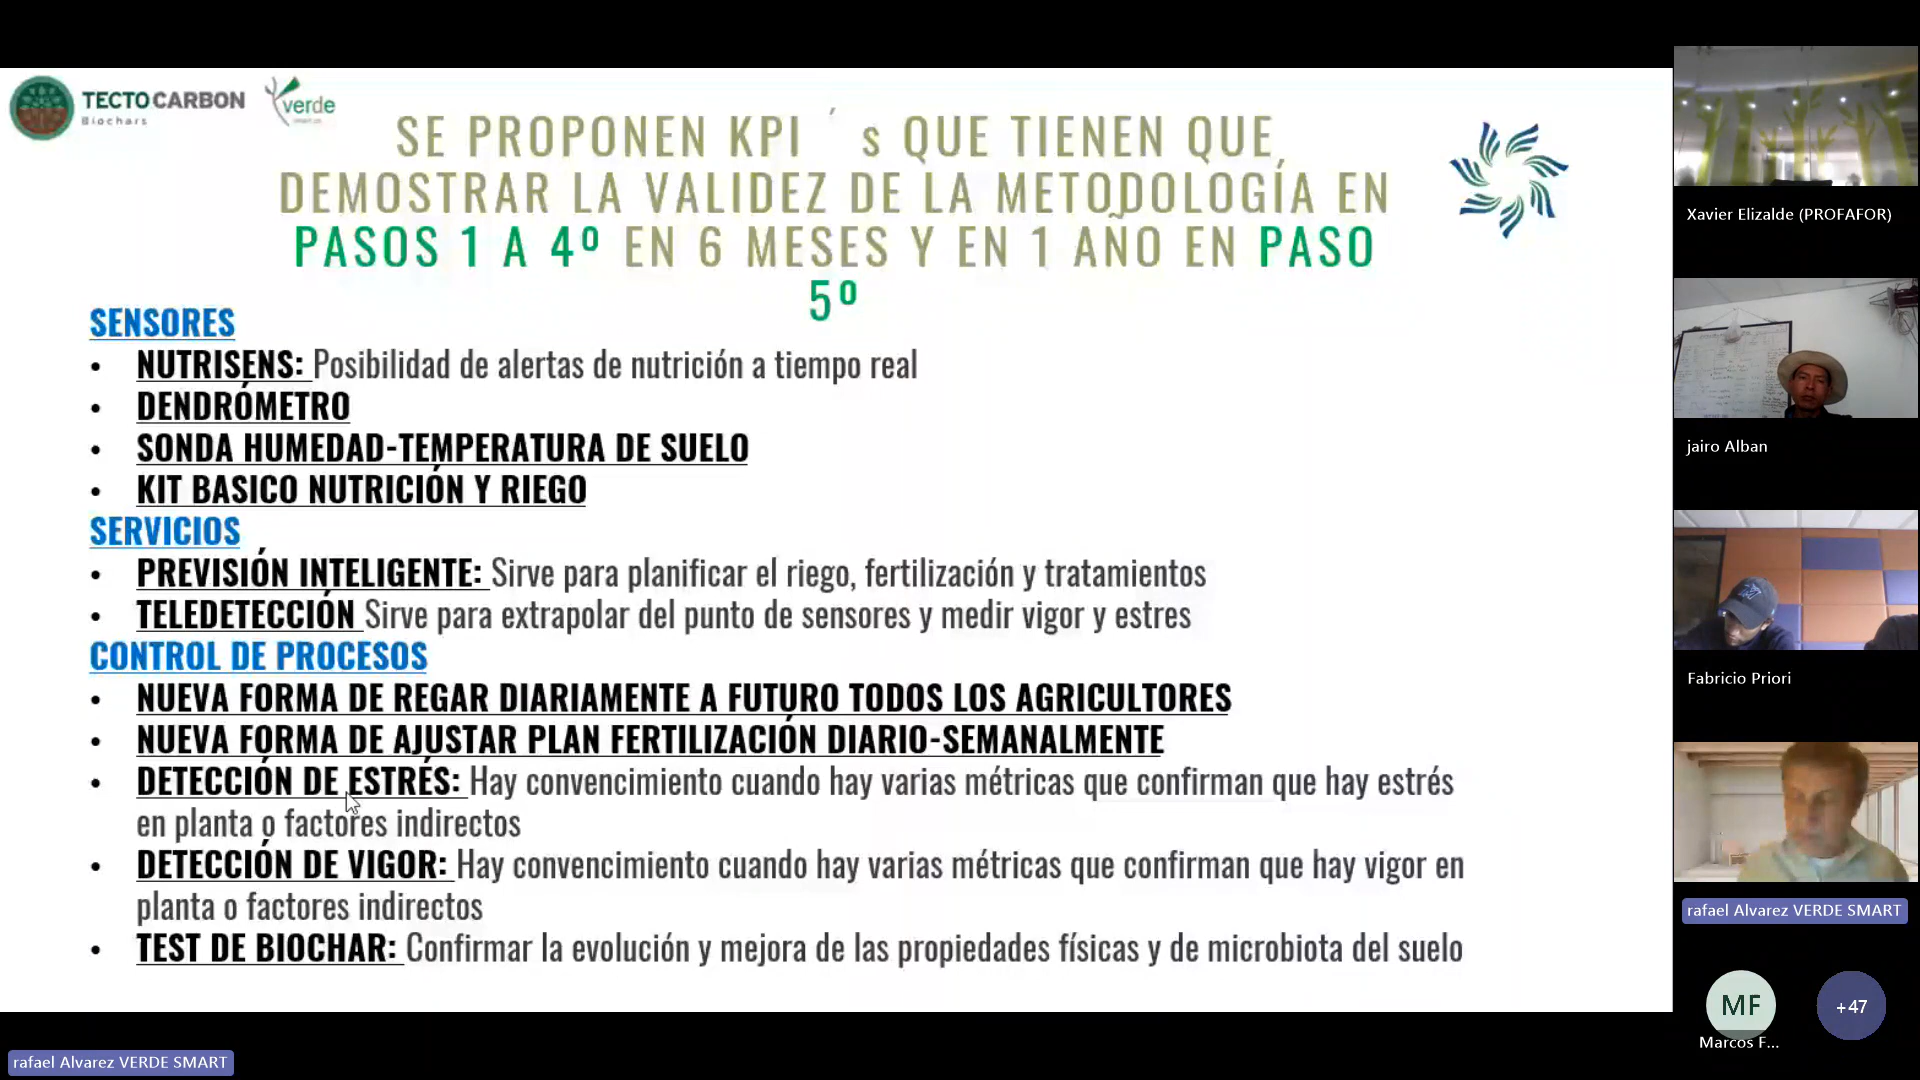 TECTO CARBON
Biochars
verde
SE PROPONEN KPI ´ s QUE TIENEN QUE
DEMOSTRAR LA VALIDEZ DE LA METODOLOGÍA EN
PASOS 1 A 4º EN 6 MESES Y EN 1 AÑO EN PASO
5º
SENSORES
• NUTRISENS: Posibilidad de alertas de nutrición a tiempo real
• DENDRÓMETRO
• SONDA HUMEDAD-TEMPERATURA DE SUELO
• KIT BASICO NUTRICIÓN Y RIEGO
SERVICIOS
• PREVISIÓN INTELIGENTE: Sirve para planificar el riego, fertilización y tratamientos
• TELEDETECCIÓN Sirve para extrapolar del punto de sensores y medir vigor y estres
CONTROL DE PROCESOS
• NUEVA FORMA DE REGAR DIARIAMENTE A FUTURO TODOS LOS AGRICULTORES
• NUEVA FORMA DE AJUSTAR PLAN FERTILIZACIÓN DIARIO-SEMANALMENTE
• DETECCIÓN DE ESTRÉS: Hay convencimiento cuando hay varias métricas que confirman que hay estrés
en planta o factores indirectos
• DETECCIÓN DE VIGOR: Hay convencimiento cuando hay varias métricas que confirman que hay vigor en
planta o factores indirectos
• TEST DE BIOCHAR: Confirmar la evolución y mejora de las propiedades físicas y de microbiota del suelo
Xavier Elizalde (PROFAFOR)
jairo Alban
Fabricio Priori
rafael Alvarez VERDE SMART
MF
+47
Marcos F...
rafael Alvarez VERDE SMART